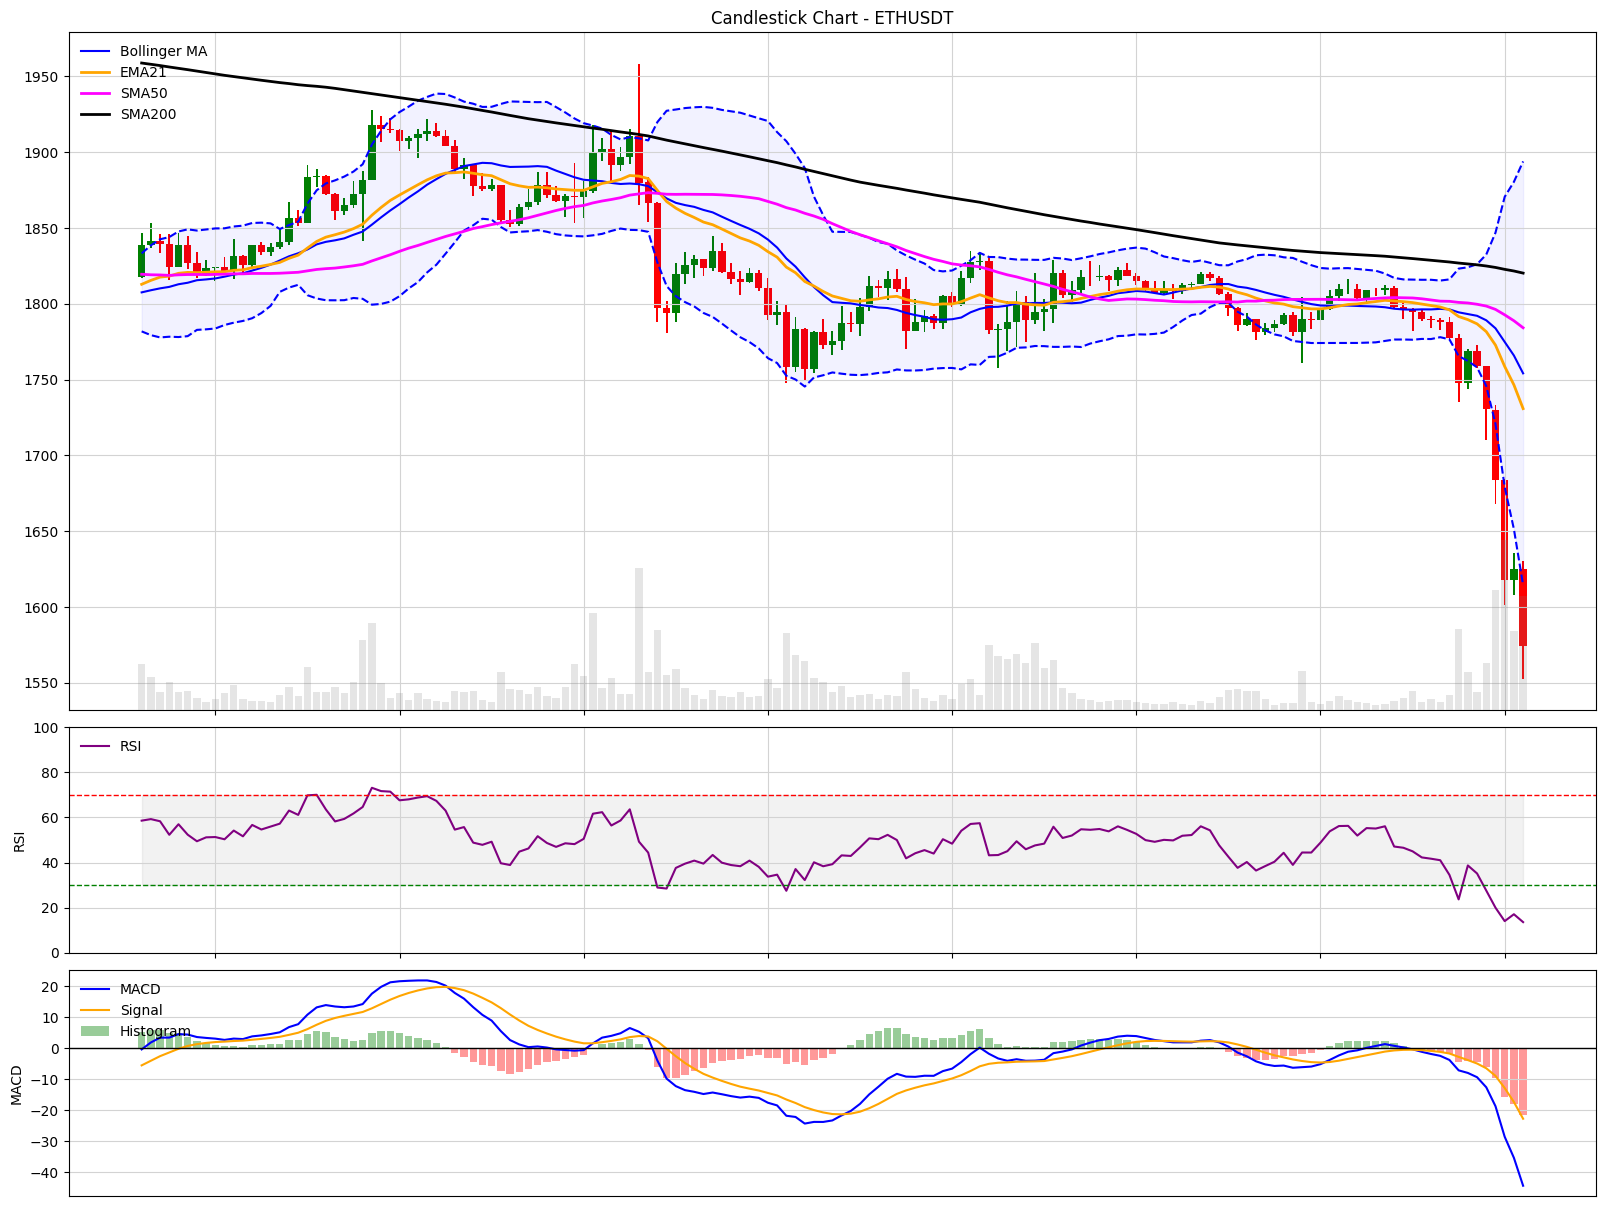 Candlestick Chart - ETHUSDT
Bollinger MA
EMA21
SMA50
SMA200
1950
1900
1850
1800
1750
1700
1650
1600
1550
RSI
100
80
60
40
20
0
RSI
MACD
Signal
Histogram
20
10
0
−10
−20
−30
−40
MACD